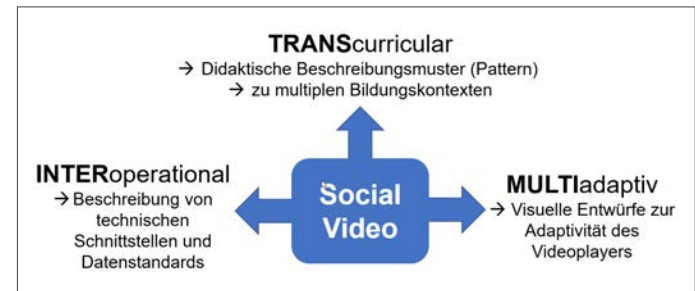 TRANScurricular
→ Didaktische Beschreibungsmuster (Pattern)
→ zu multiplen Bildungskontexten
INTERoperational
→ Beschreibung von
technischen
Schnittstellen und
Datenstandards
Social
Video
MULTIadaptiv
→ Visuelle Entwürfe zur
Adaptivität des
Videoplayers